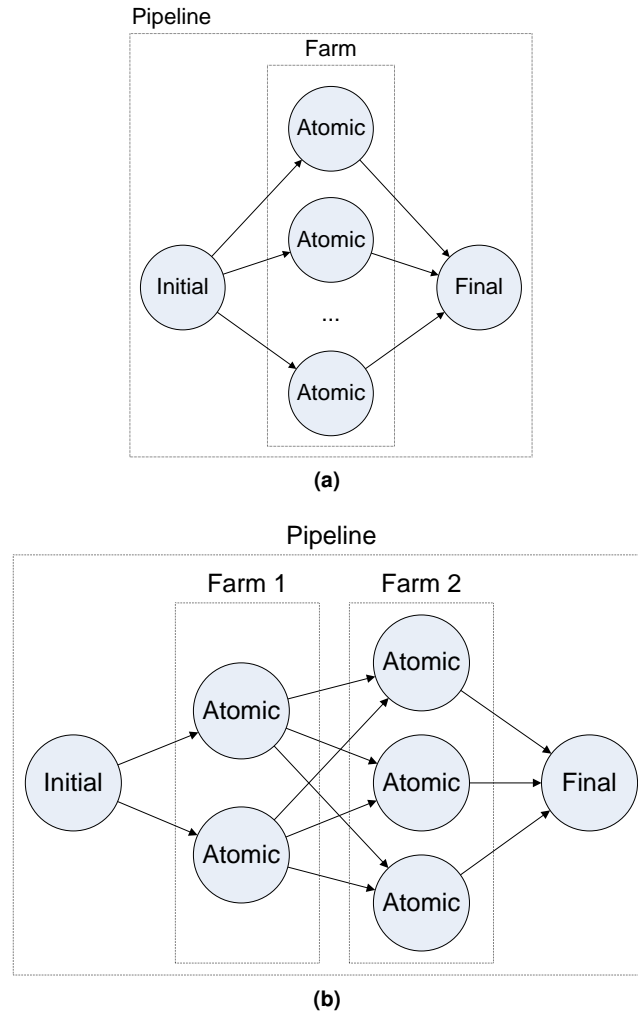 Pipeline
Farm
Atomic
Atomic
Initial
Final
...
Atomic
(a)
Pipeline
Farm 1
Farm 2
Atomic
Atomic
Initial
Atomic
Final
Atomic
Atomic
(b)